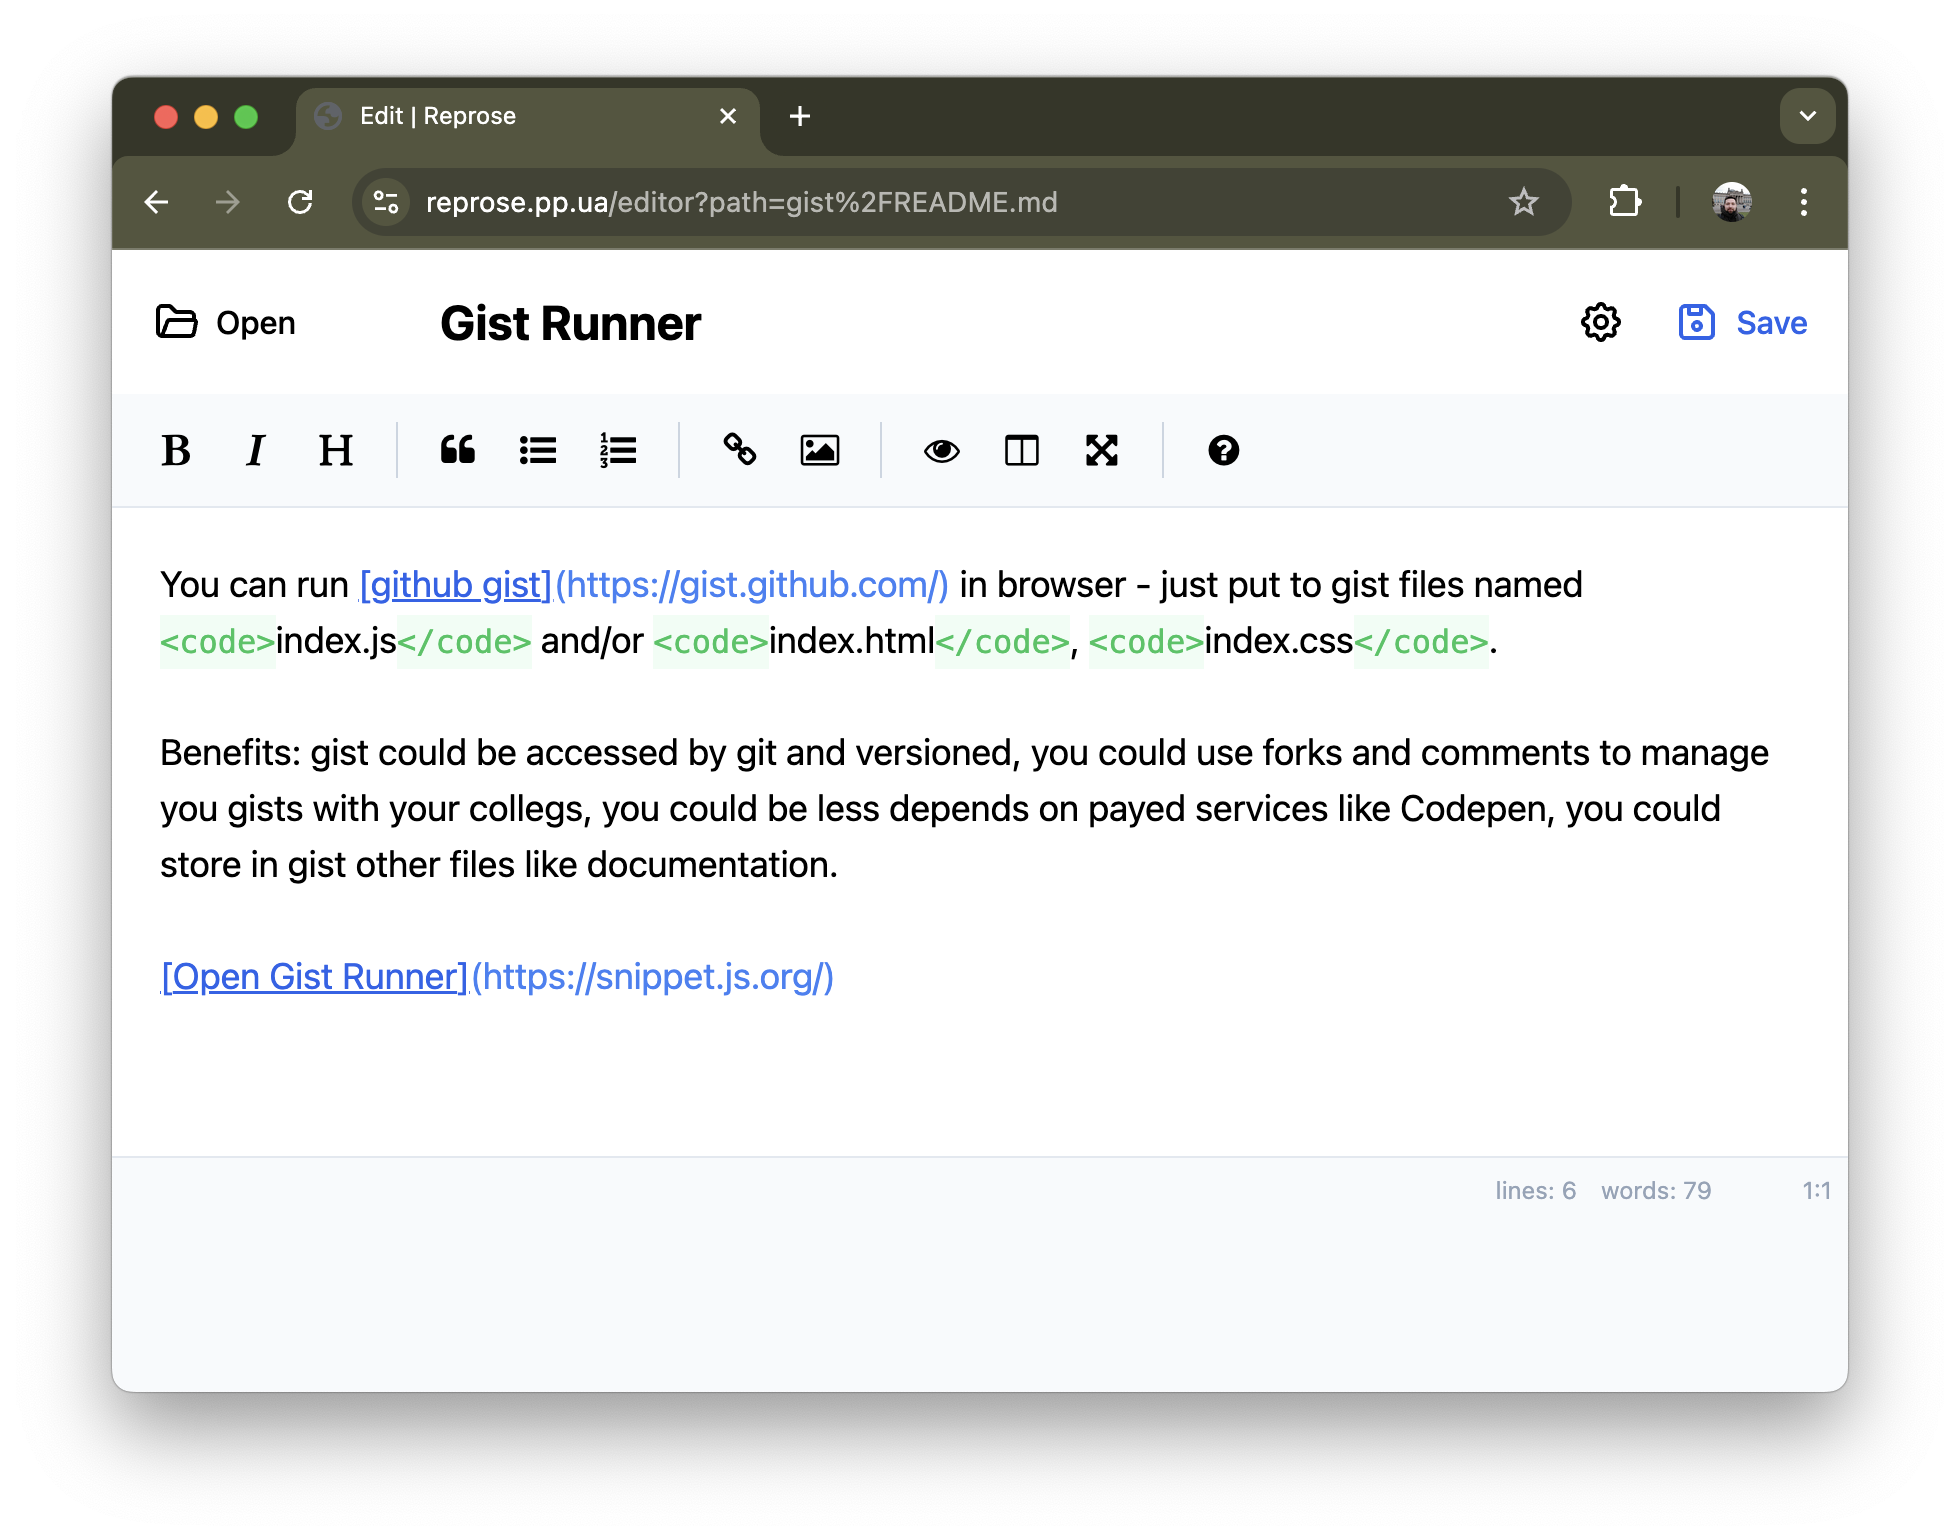 Edit | Reprose
reprose.pp.ua/editor?path=gist%2FREADME.md
Open
Gist Runner
Save
B I H
You can run [github gist](https://gist.github.com/) in browser - just put to gist files named
<code>index.js</code> and/or <code>index.html</code>, <code>index.css</code>.
Benefits: gist could be accessed by git and versioned, you could use forks and comments to manage
you gists with your collegs, you could be less depends on payed services like Codepen, you could
store in gist other files like documentation.
[Open Gist Runner](https://snippet.js.org/)
lines: 6 words: 79 1:1